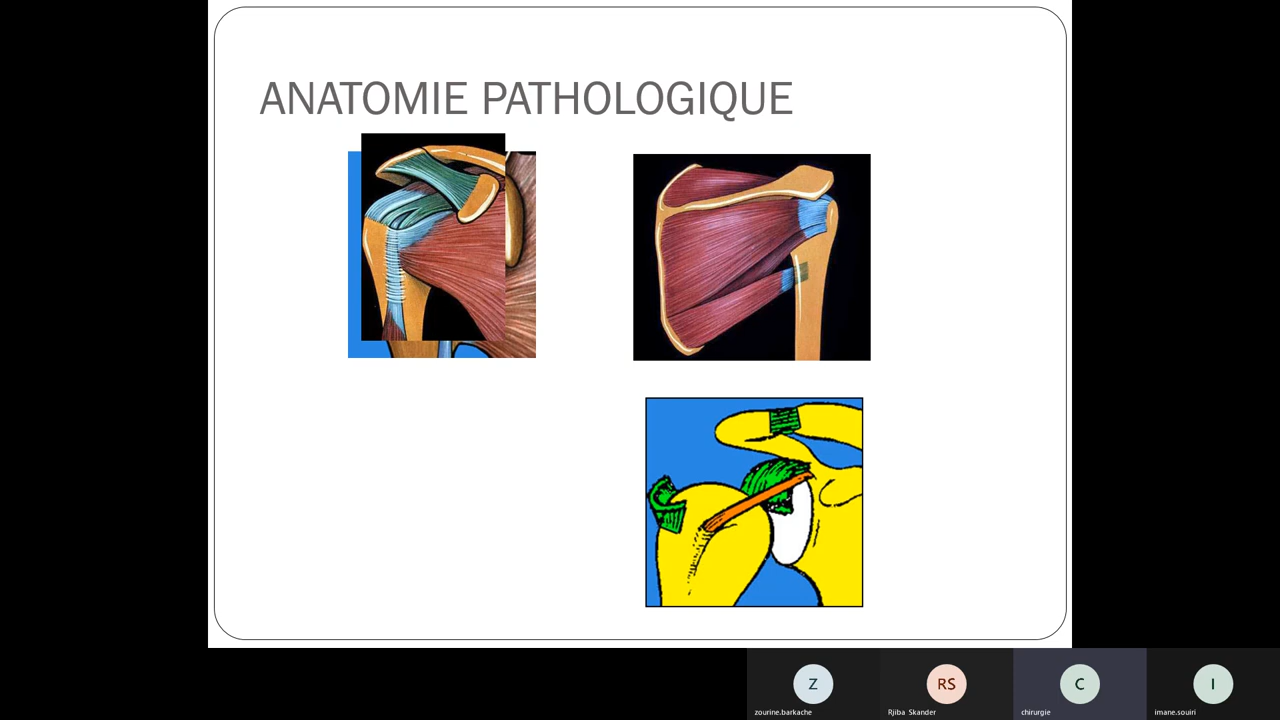 ANATOMIE PATHOLOGIQUE
Z
RS
C
I
zourine.barkache
Rjiba Skander
chirurgie
imane.souiri